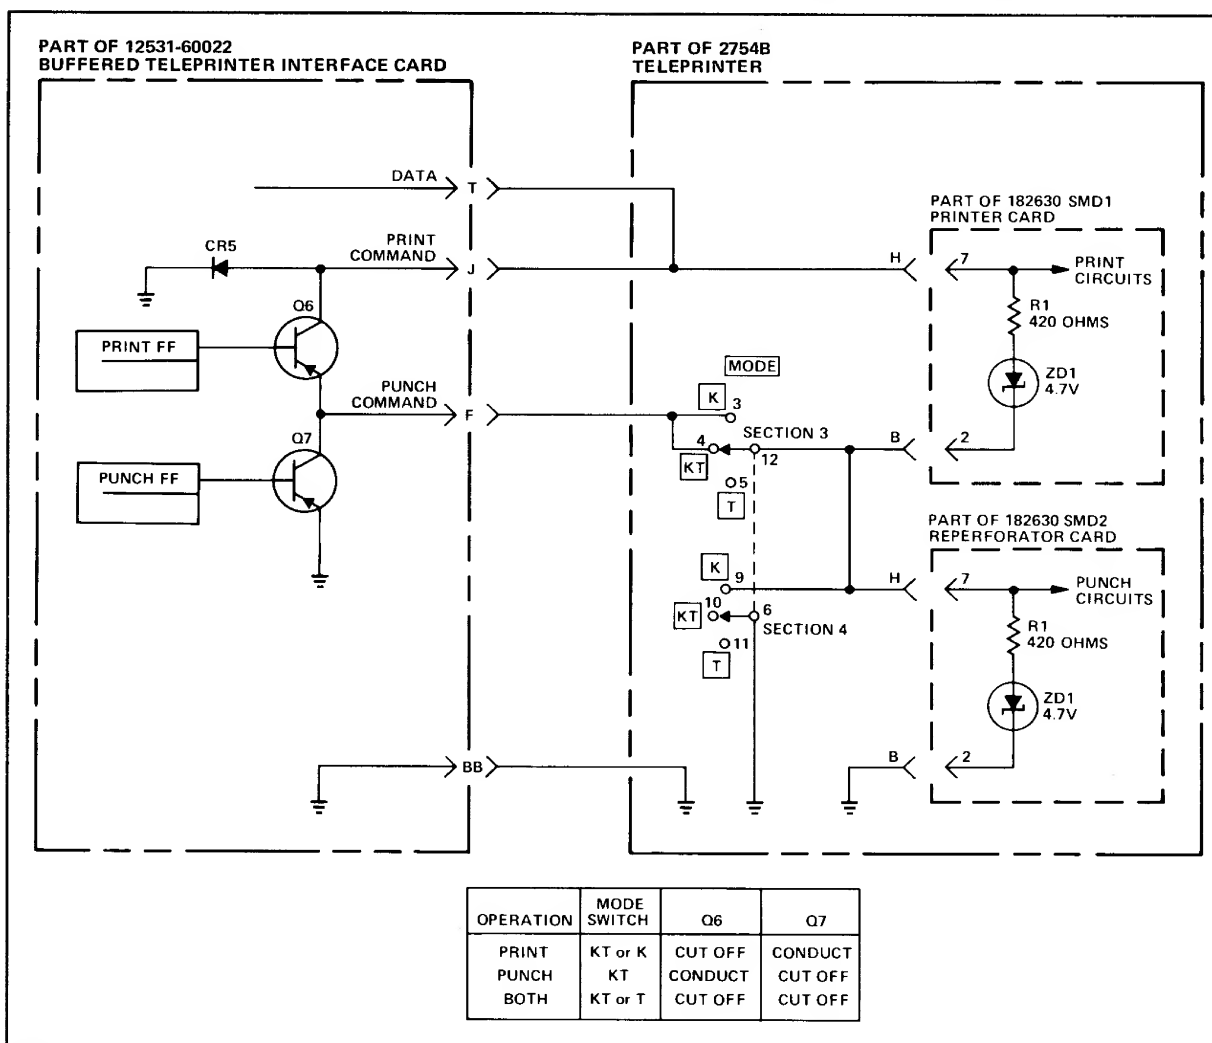 PART OF 12531-60022
BUFFERED TELEPRINTER INTERFACE CARD
PART OF 2754B
TELEPRINTER
DATA
T
PRINT
COMMAND
J
CR5
Q6
PRINT FF
PUNCH
COMMAND
F
Q7
PUNCH FF
BB
MODE
K
3
SECTION 3
4
KT
12
5
T
K
9
10
KT
6
SECTION 4
11
T
PART OF 182630 SMD1
PRINTER CARD
H
7
PRINT
CIRCUITS
R1
420 OHMS
ZD1
4.7V
B
2
PART OF 182630 SMD2
REPERFORATOR CARD
H
7
PUNCH
CIRCUITS
R1
420 OHMS
ZD1
4.7V
B
2
OPERATION MODE SWITCH Q6 Q7
PRINT KT or K CUT OFF CONDUCT
PUNCH KT CONDUCT CUT OFF
BOTH KT or T CUT OFF CUT OFF